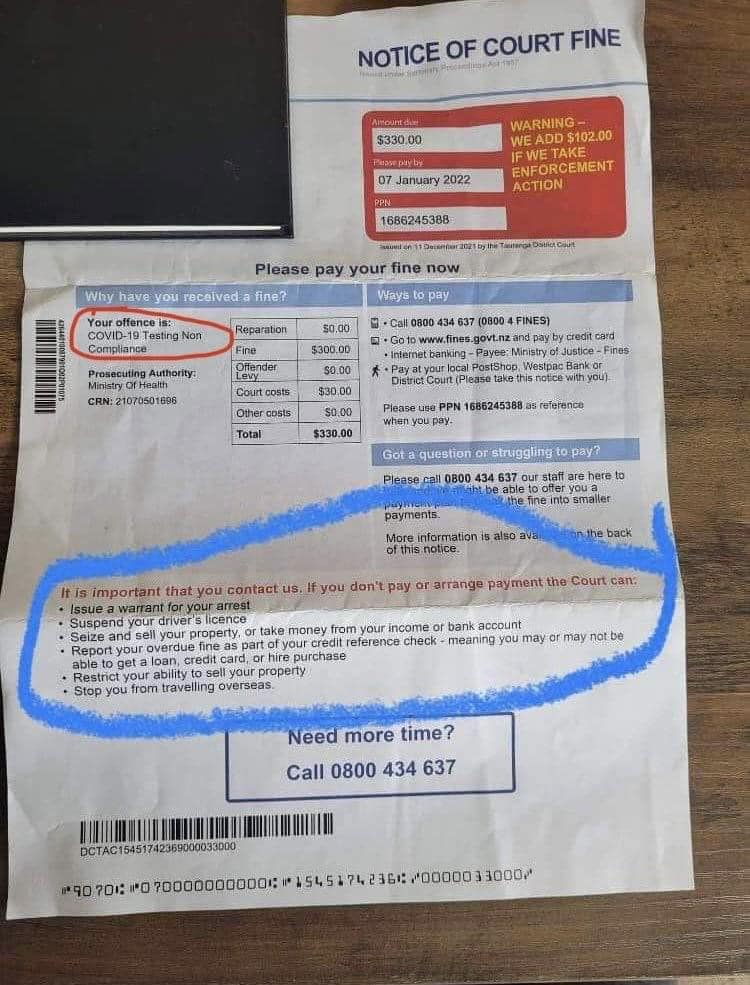 NOTICE OF COURT FINE
Issued under Summary Proceedings Act 1957
Amount due
$330.00
Please pay by
07 January 2022
PPN
1686245388
WARNING –
WE ADD $102.00
IF WE TAKE
ENFORCEMENT
ACTION
Issued on 11 December 2021 by the Tauranga District Court
Please pay your fine now
Why have you received a fine?
Your offence is:
COVID-19 Testing Non
Compliance
Prosecuting Authority:
Ministry Of Health
CRN: 21070501696
Reparation $0.00
Fine $300.00
Offender
Levy $0.00
Court costs $30.00
Other costs $0.00
Total $330.00
Ways to pay
• Call 0800 434 637 (0800 4 FINES)
• Go to www.fines.govt.nz and pay by credit card
• Internet banking - Payee: Ministry of Justice - Fines
• Pay at your local PostShop, Westpac Bank or
District Court (Please take this notice with you).
Please use PPN 1686245388 as reference
when you pay.
Got a question or struggling to pay?
Please call 0800 434 637 our staff are here to
be able to offer you a
the fine into smaller
payments.
More information is also on the back
of this notice.
It is important that you contact us. If you don't pay or arrange payment the Court can:
• Issue a warrant for your arrest
• Suspend your driver's licence
• Seize and sell your property, or take money from your income or bank account
• Report your overdue fine as part of your credit reference check - meaning you may or may not be
able to get a loan, credit card, or hire purchase
• Restrict your ability to sell your property
• Stop you from travelling overseas.
Need more time?
Call 0800 434 637
DCTAC15451742369000033000